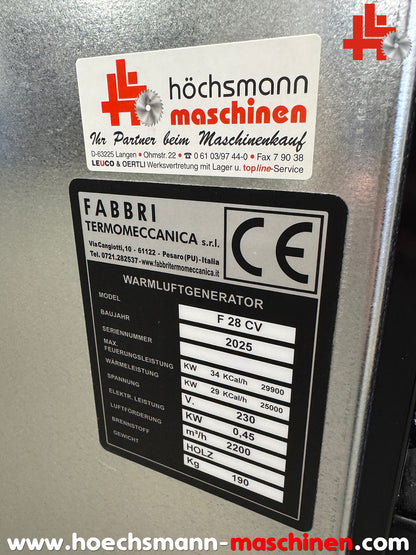 höchsmann
maschinen
Ihr Partner beim Maschinenkauf
D-63225 Langen • Ohmstr. 22 • ☎ 0 61 03/97 44-0 • Fax 7 90 38
LEUCO & OERTLI Werksvertretung mit Lager u. topline-Service
FABBRI
TERMOMECCANICA s.r.l.
Via Cangiotti,10 - 61122 - Pesaro(PU)-Italia
Tel. 0721.282537 - www.fabbritermomeccanica.it
CE
WARMLUFTGENERATOR
MODEL F 28 CV
BAUJAHR 2025
SERIENNUMMER
MAX. FEUERUNGSLEISTUNG KW 34 KCal/h 29900
WÄRMELEISTUNG KW 29 KCal/h 25000
SPANNUNG V. 230
ELEKTR. LEISTUNG KW 0,45
LUFTFÖRDERUNG m³/h 2200
BRENNSTOFF HOLZ
GEWICHT Kg 190
www.hoechsmann-maschinen.com